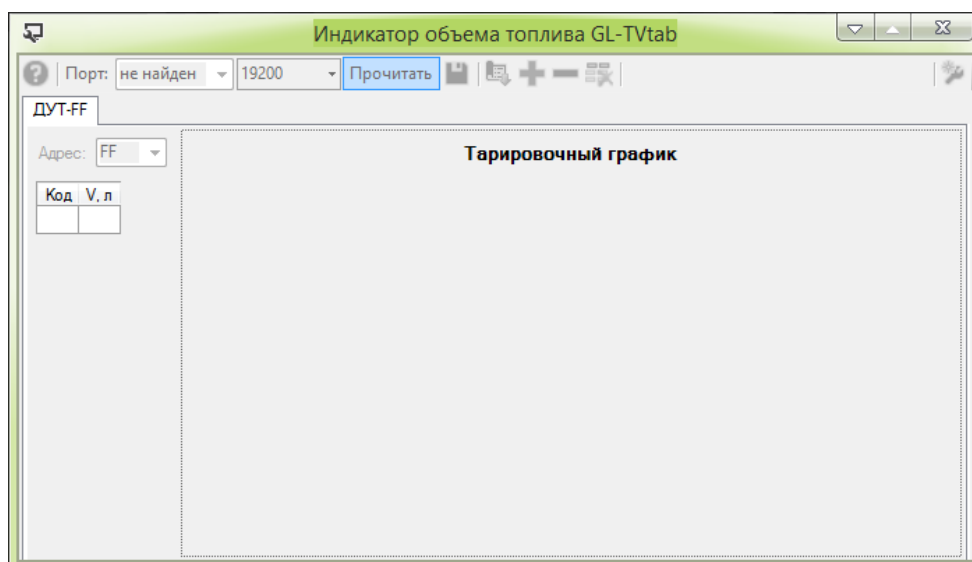 Индикатор объема топлива GL-TVtab
Порт: не найден 19200 Прочитать
ДУТ-FF
Адрес: FF
Тарировочный график
Код V, л